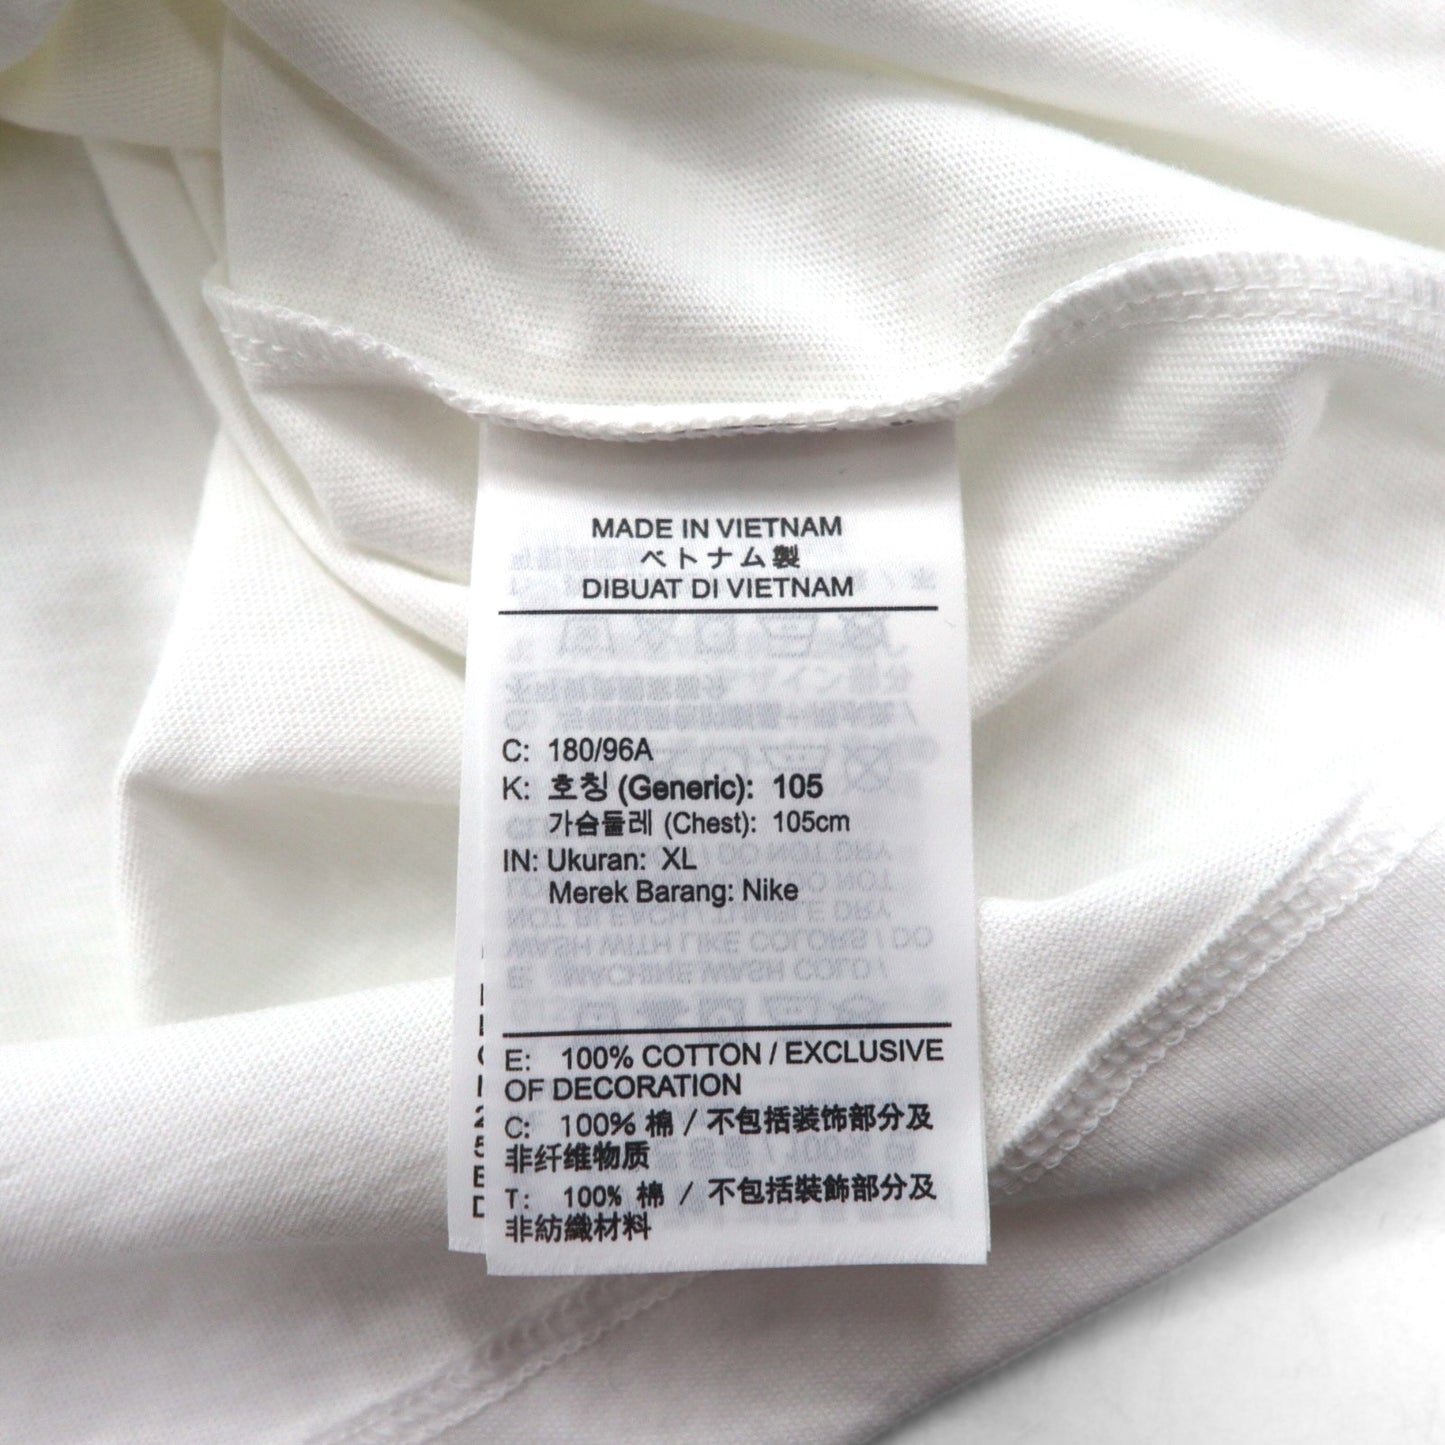 MADE IN VIETNAM
ベトナム製
DIBUAT DI VIETNAM
C: 180/96A
K: 호칭 (Generic): 105
가슴둘레 (Chest): 105cm
IN: Ukuran: XL
Merek Barang: Nike
E: 100% COTTON / EXCLUSIVE
OF DECORATION
C: 100% 棉 / 不包括装饰部分及
非纤维物质
T: 100% 棉 / 不包括裝飾部分及
非紡織材料